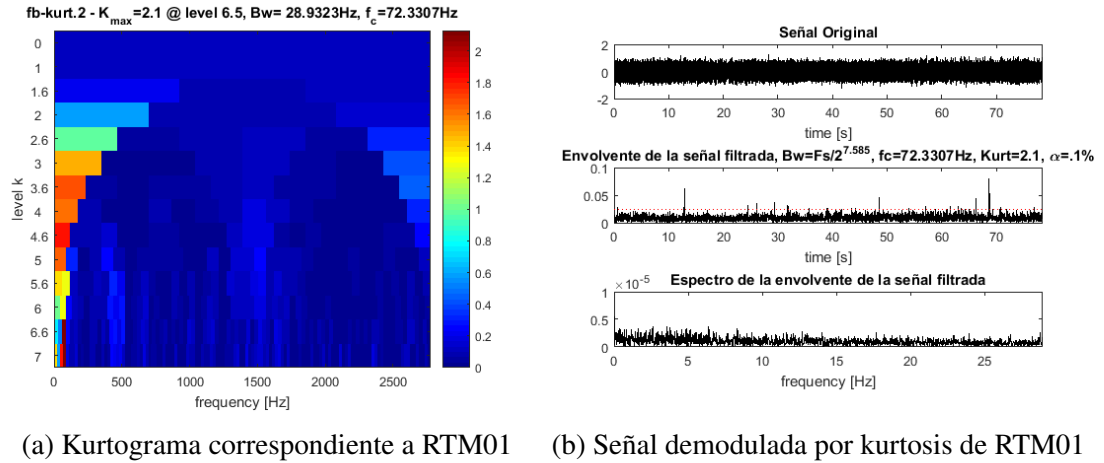 fb-kurt.2 - Kmax=2.1 @ level 6.5, Bw= 28.9323Hz, fc=72.3307Hz
0
1
1.6
2
2.6
3
3.6
4
4.6
5
5.6
6
6.6
7
level k
0 500 1000 1500 2000 2500
frequency [Hz]
2
1.8
1.6
1.4
1.2
1
0.8
0.6
0.4
0.2
0
(a) Kurtograma correspondiente a RTM01
Señal Original
2
0
-2
0 10 20 30 40 50 60 70
time [s]
Envolvente de la señal filtrada, Bw=Fs/2^7.585, fc=72.3307Hz, Kurt=2.1, α=.1%
0.1
0.05
0
0 10 20 30 40 50 60 70
time [s]
×10^-5 Espectro de la envolvente de la señal filtrada
1
0.5
0
0 5 10 15 20 25
frequency [Hz]
(b) Señal demodulada por kurtosis de RTM01